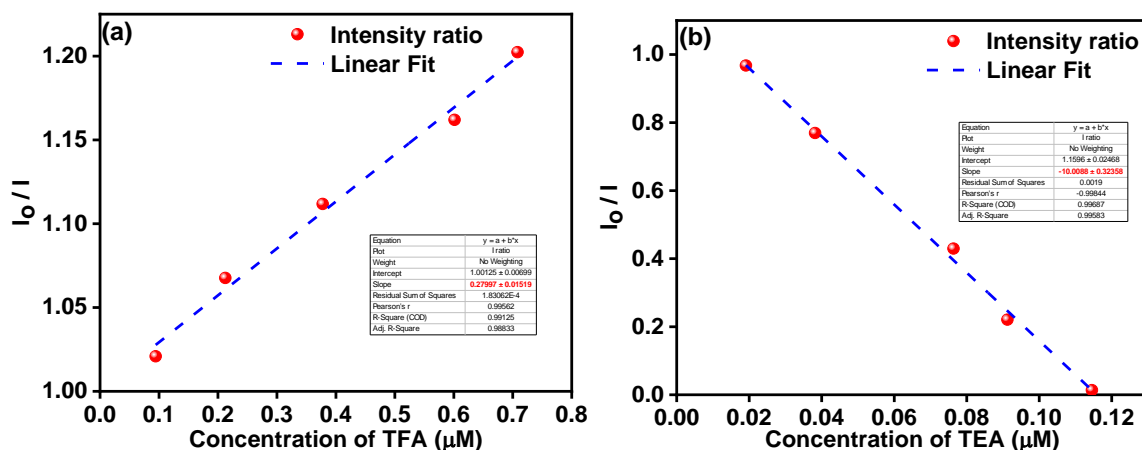 (a)
Intensity ratio
Linear Fit
I₀ / I
1.20
1.15
1.10
1.05
1.00
Equation y = a + b*x
Plot I ratio
Weight No Weighting
Intercept 1.00125 ± 0.00699
Slope 0.27997 ± 0.01519
Residual Sum of Squares 1.83062E-4
Pearson's r 0.99562
R-Square (COD) 0.99125
Adj. R-Square 0.98833
0.0 0.1 0.2 0.3 0.4 0.5 0.6 0.7 0.8
Concentration of TFA (μM)
(b)
Intensity ratio
Linear Fit
I₀ / I
1.0
0.8
0.6
0.4
0.2
0.0
Equation y = a + b*x
Plot I ratio
Weight No Weighting
Intercept 1.1596 ± 0.02468
Slope -10.0088 ± 0.32358
Residual Sum of Squares 0.0019
Pearson's r -0.99844
R-Square (COD) 0.99687
Adj. R-Square 0.99583
0.00 0.02 0.04 0.06 0.08 0.10 0.12
Concentration of TEA (μM)